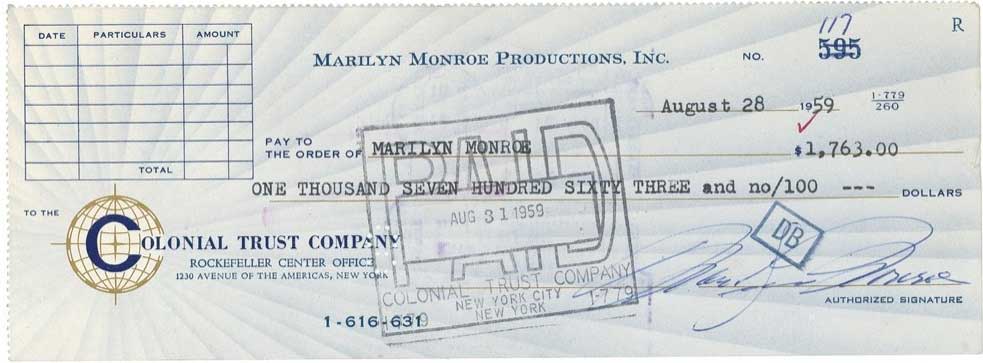 DATE PARTICULARS AMOUNT
TOTAL
R
MARILYN MONROE PRODUCTIONS, INC.
NO. 595
117
August 28 1959
1-779
260
PAY TO
THE ORDER OF MARILYN MONROE $1,763.00
ONE THOUSAND SEVEN HUNDRED SIXTY THREE and no/100 --- DOLLARS
TO THE
COLONIAL TRUST COMPANY
ROCKEFELLER CENTER OFFICE
1230 AVENUE OF THE AMERICAS, NEW YORK
1-616-631
PAID
AUG 31 1959
COLONIAL TRUST COMPANY
NEW YORK CITY 1-779
NEW YORK
DB
Marilyn Monroe
AUTHORIZED SIGNATURE